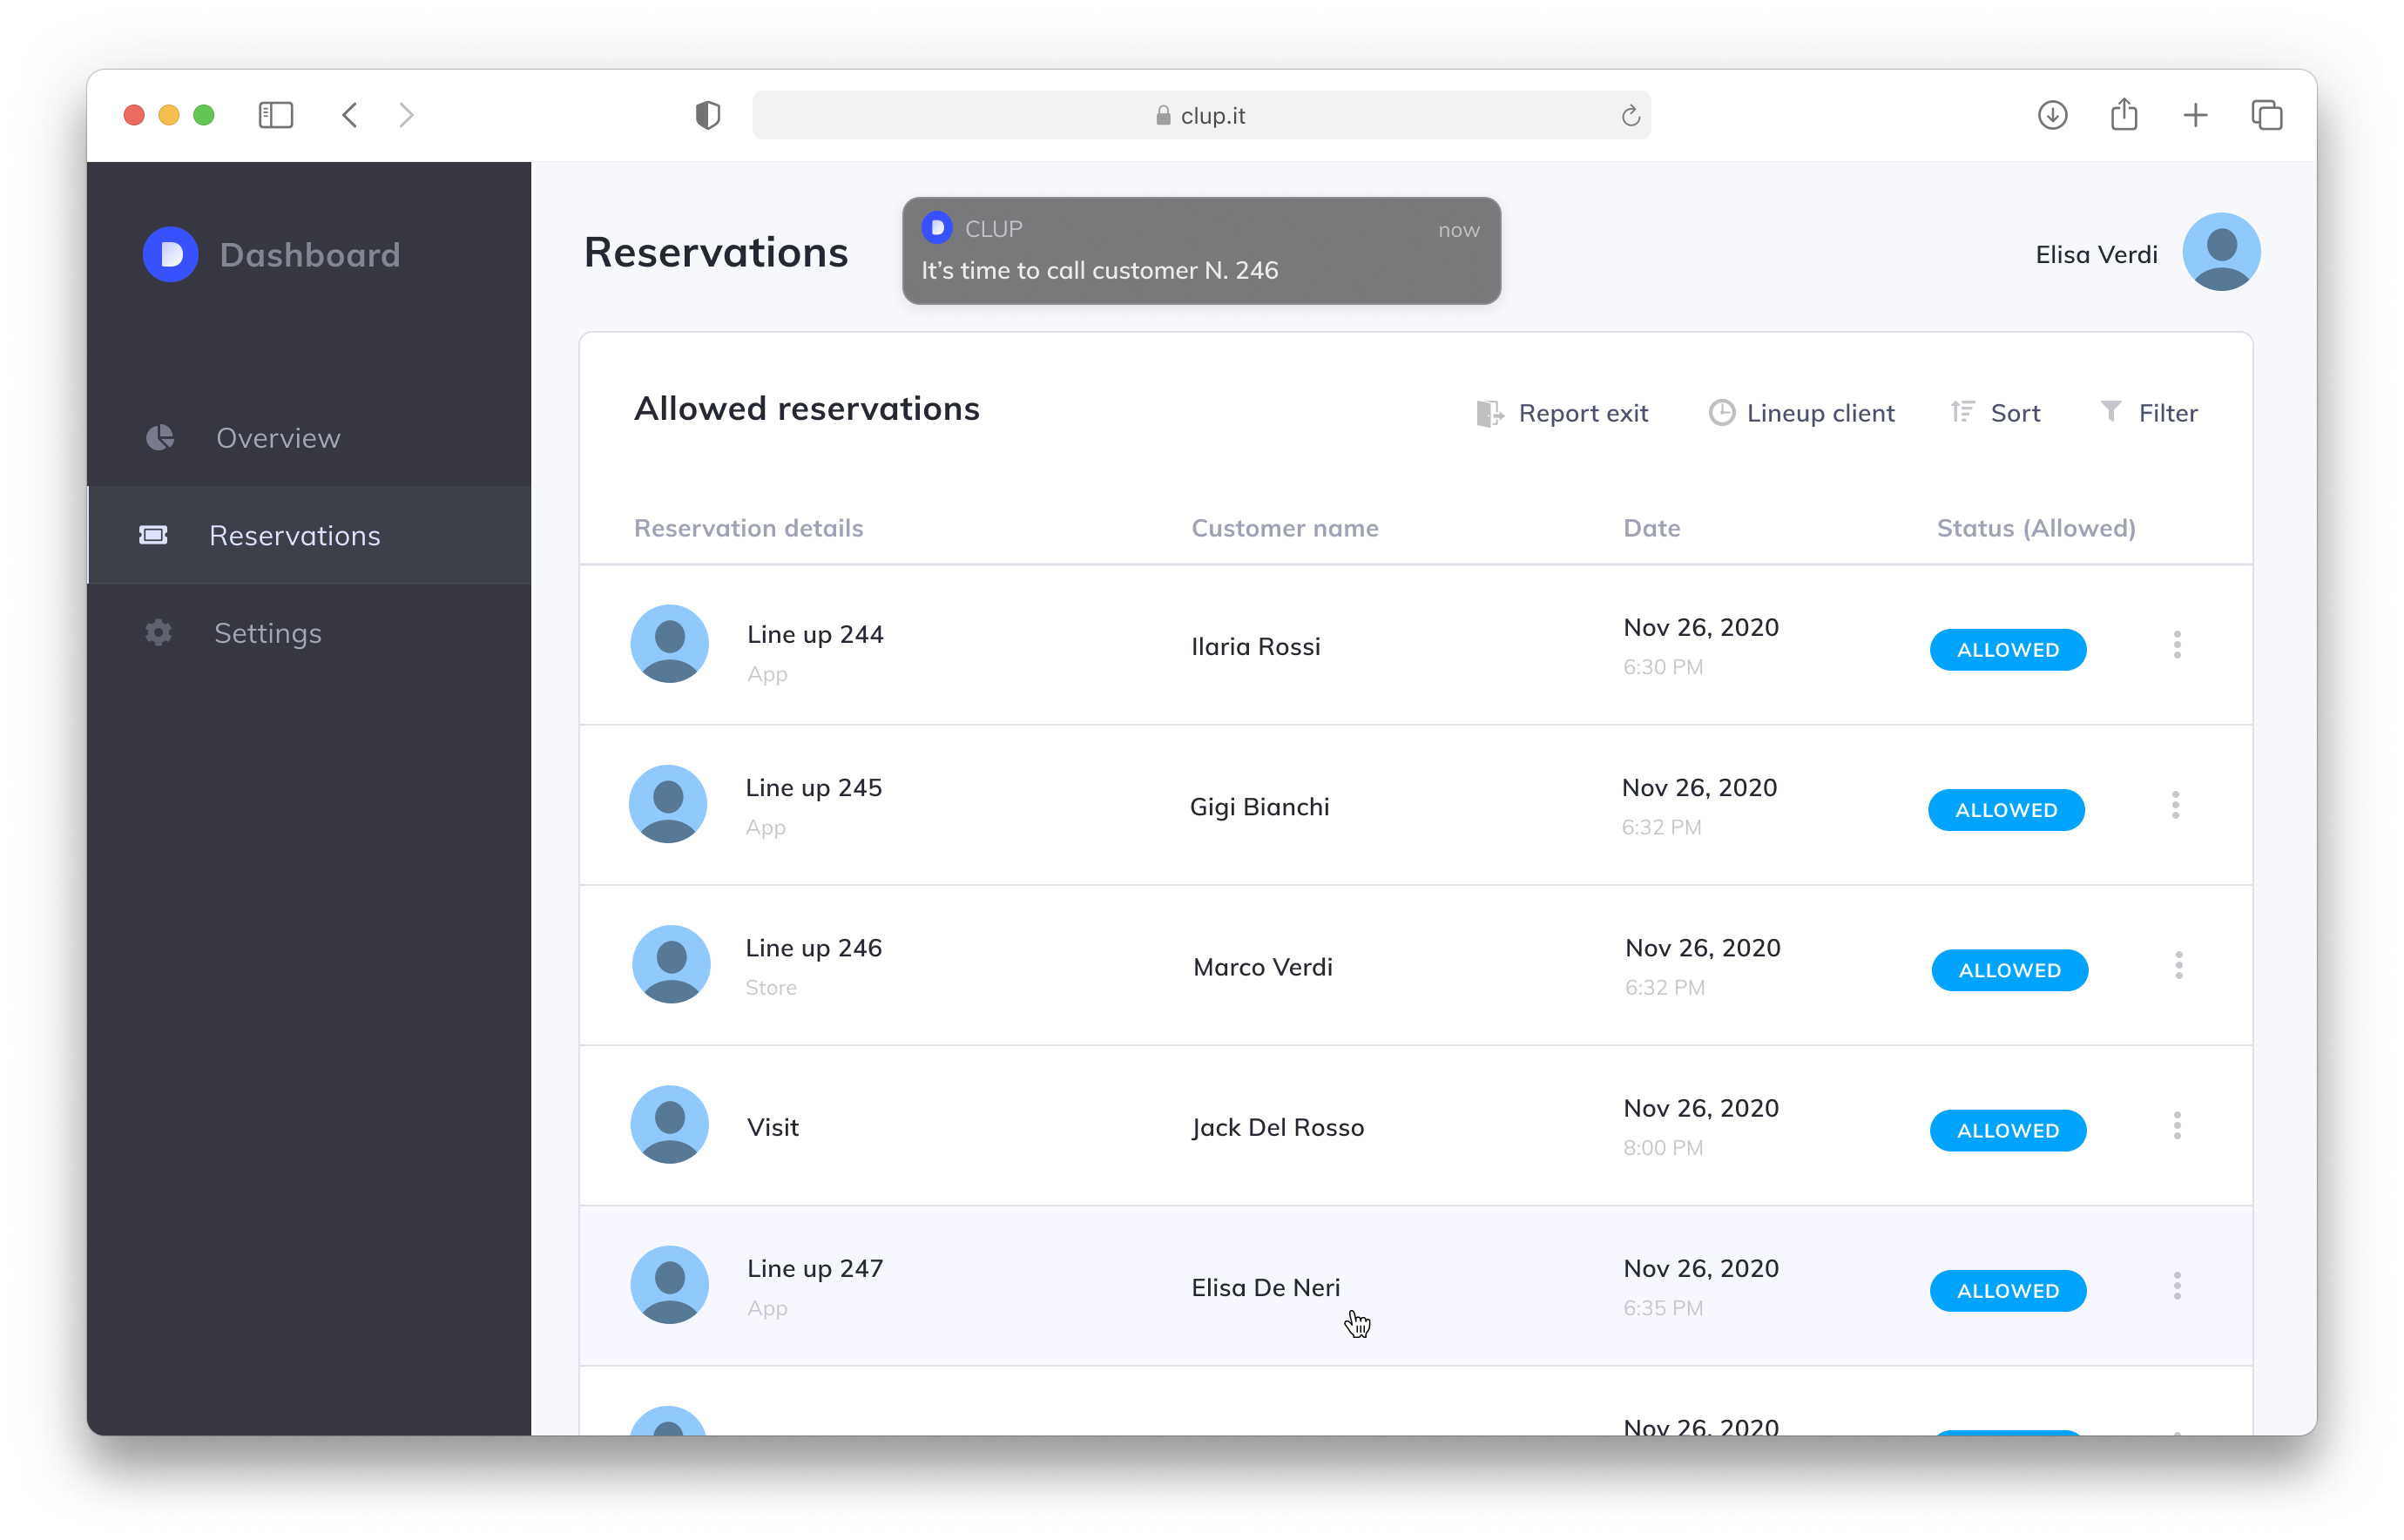 clup.it
Dashboard
Overview
Reservations
Settings
Reservations
CLUP now
It's time to call customer N. 246
Elisa Verdi
Allowed reservations
Report exit Lineup client Sort Filter
Reservation details Customer name Date Status (Allowed)
Line up 244
App
Ilaria Rossi
Nov 26, 2020
6:30 PM
ALLOWED
Line up 245
App
Gigi Bianchi
Nov 26, 2020
6:32 PM
ALLOWED
Line up 246
Store
Marco Verdi
Nov 26, 2020
6:32 PM
ALLOWED
Visit
Jack Del Rosso
Nov 26, 2020
8:00 PM
ALLOWED
Line up 247
App
Elisa De Neri
Nov 26, 2020
6:35 PM
ALLOWED
Nov 26, 2020